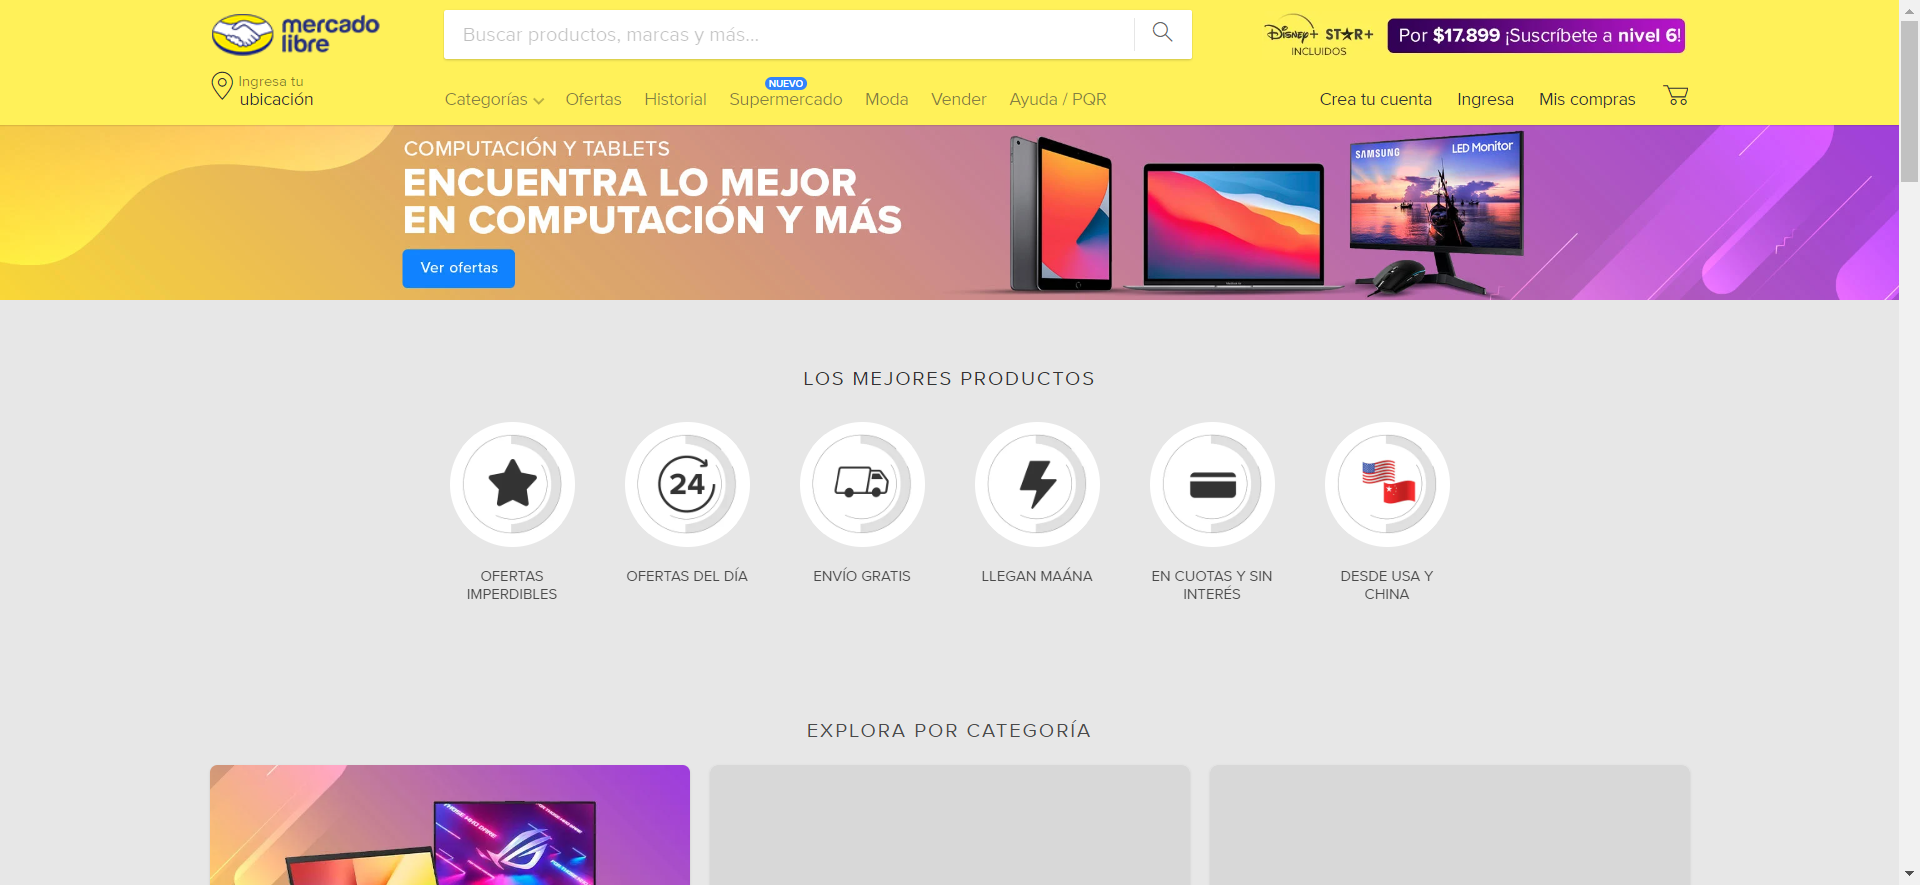 mercado
libre
Buscar productos, marcas y más...
Disney+ STAR+
INCLUIDOS
Por $17.899 ¡Suscríbete a nivel 6!
Ingresa tu
ubicación
NUEVO
Categorías Ofertas Historial Supermercado Moda Vender Ayuda / PQR
Crea tu cuenta Ingresa Mis compras
COMPUTACIÓN Y TABLETS
ENCUENTRA LO MEJOR
EN COMPUTACIÓN Y MÁS
Ver ofertas
SAMSUNG
LED Monitor
LOS MEJORES PRODUCTOS
24
OFERTAS
IMPERDIBLES
OFERTAS DEL DÍA
ENVÍO GRATIS
LLEGAN MAÁNA
EN CUOTAS Y SIN
INTERÉS
DESDE USA Y
CHINA
EXPLORA POR CATEGORÍA